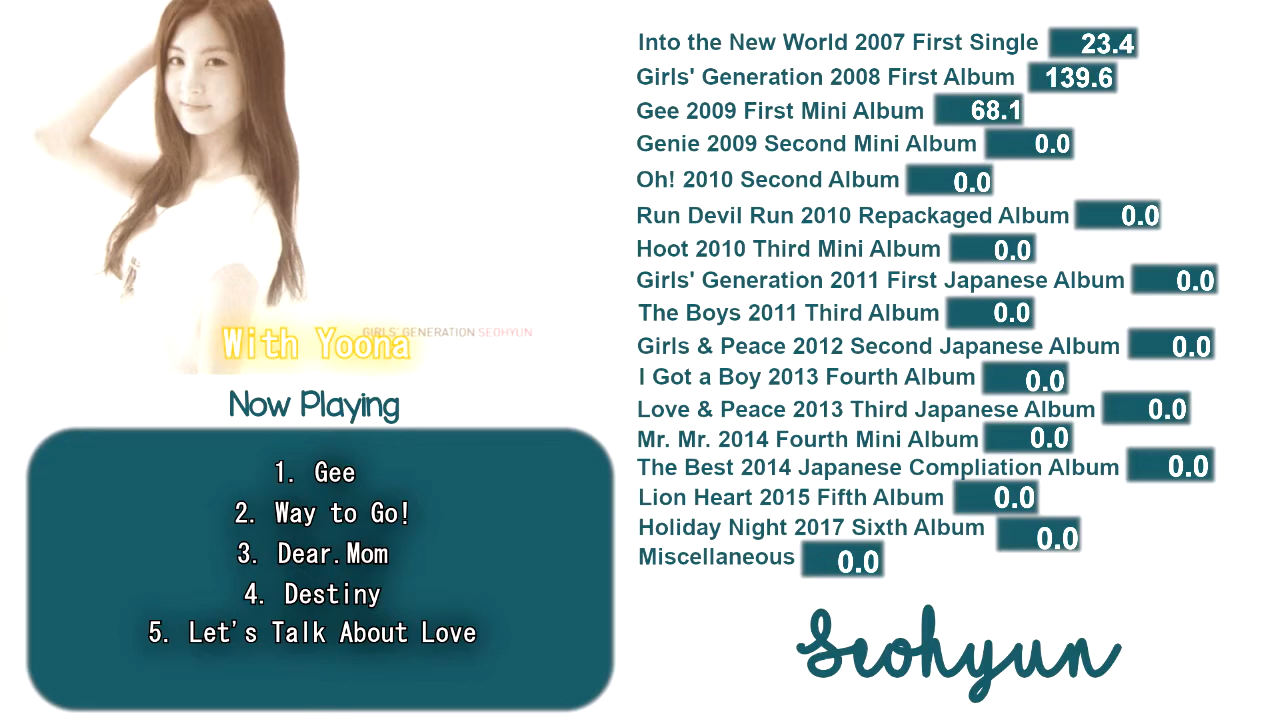 GIRLS' GENERATION SEOHYUN
With Yoona
Now Playing
1. Gee
2. Way to Go!
3. Dear.Mom
4. Destiny
5. Let's Talk About Love
Into the New World 2007 First Single 23.4
Girls' Generation 2008 First Album 139.6
Gee 2009 First Mini Album 68.1
Genie 2009 Second Mini Album 0.0
Oh! 2010 Second Album 0.0
Run Devil Run 2010 Repackaged Album 0.0
Hoot 2010 Third Mini Album 0.0
Girls' Generation 2011 First Japanese Album 0.0
The Boys 2011 Third Album 0.0
Girls & Peace 2012 Second Japanese Album 0.0
I Got a Boy 2013 Fourth Album 0.0
Love & Peace 2013 Third Japanese Album 0.0
Mr. Mr. 2014 Fourth Mini Album 0.0
The Best 2014 Japanese Compliation Album 0.0
Lion Heart 2015 Fifth Album 0.0
Holiday Night 2017 Sixth Album 0.0
Miscellaneous 0.0
Seohyun